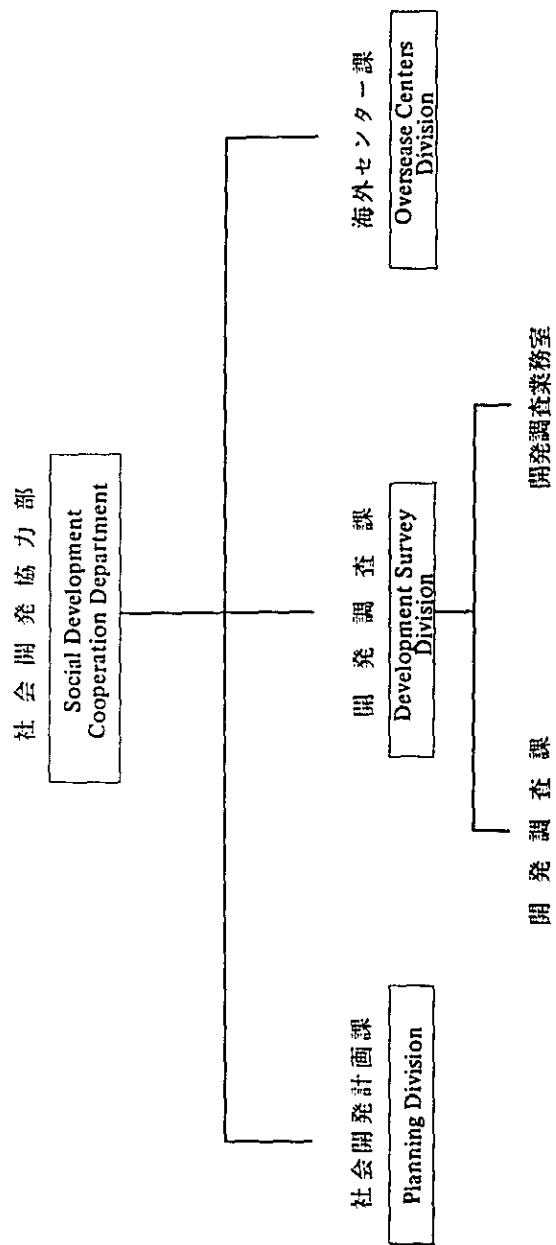 社会開発協力部
Social Development
Cooperation Department
社会開発計画課
Planning Division
開発調査課
Development Survey
Division
海外センター課
Oversease Centers
Division
開発調査課
開発調査業務室